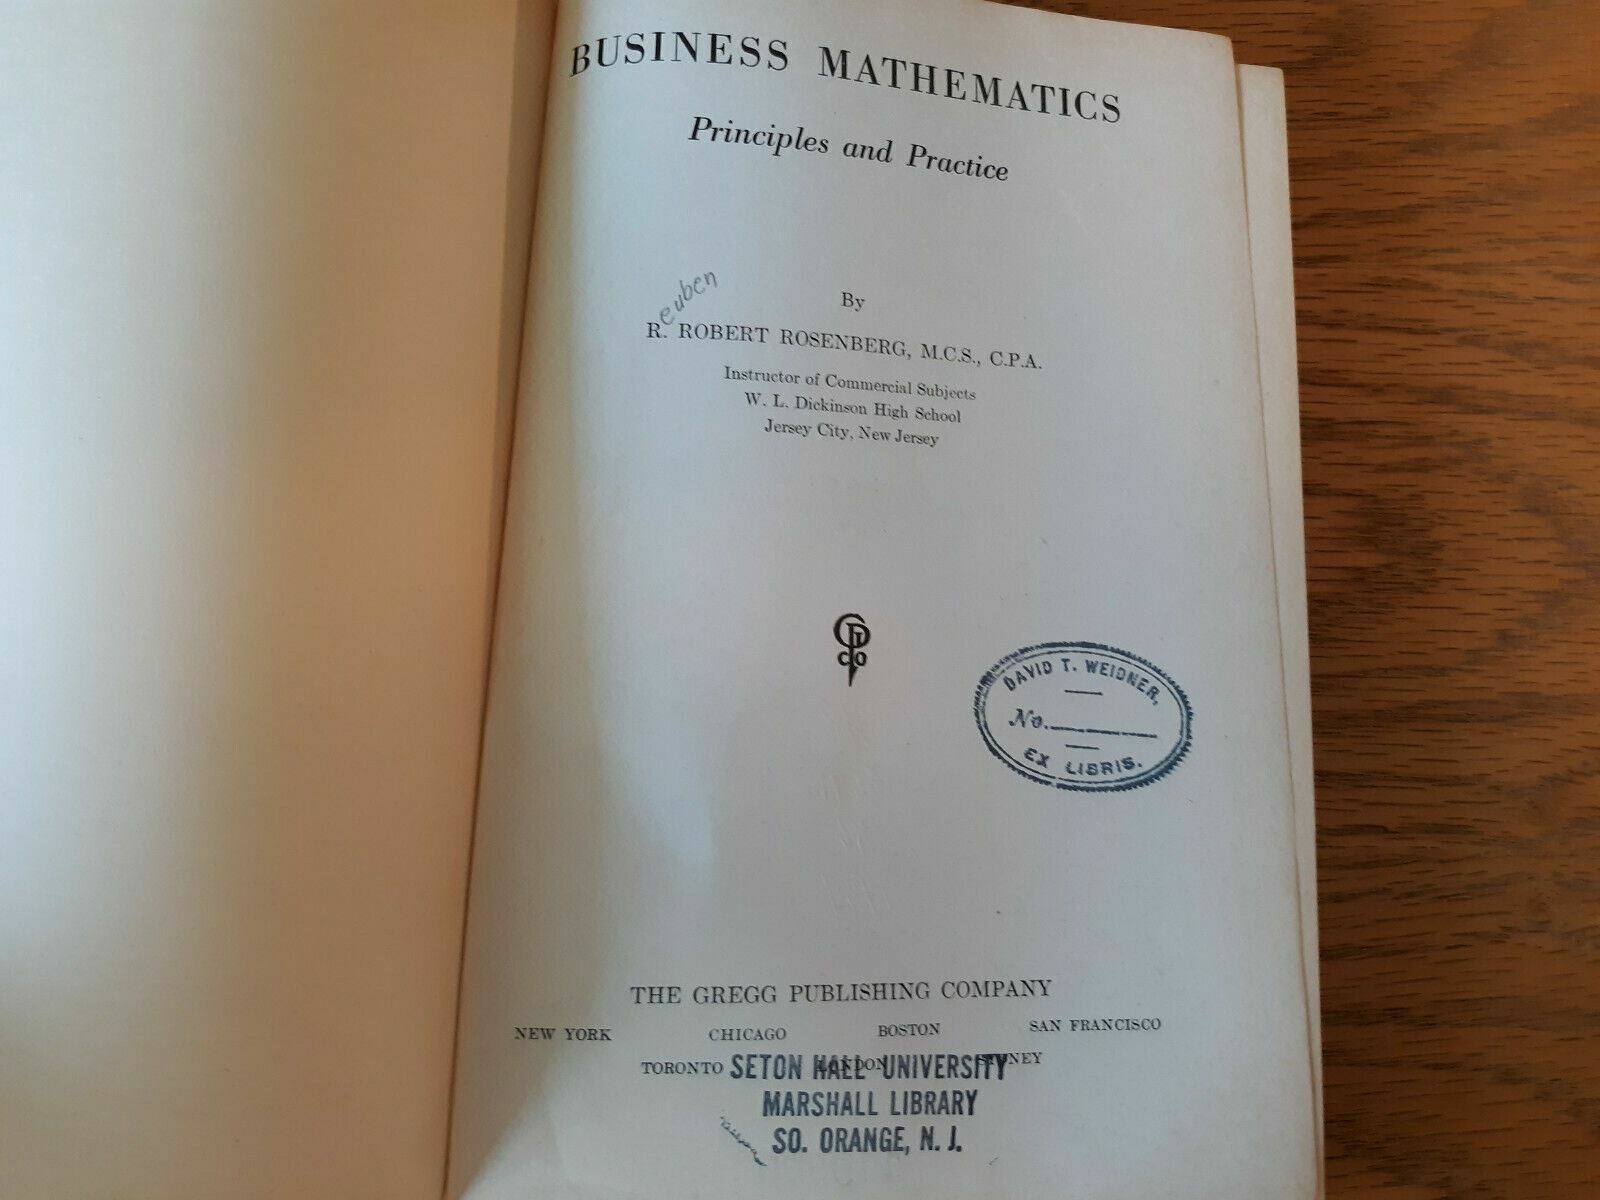 BUSINESS MATHEMATICS
Principles and Practice
By
euben
R. ROBERT ROSENBERG, M.C.S., C.P.A.
Instructor of Commercial Subjects
W. L. Dickinson High School
Jersey City, New Jersey
DAVID T. WEIDNER,
No.
EX LIBRIS.
THE GREGG PUBLISHING COMPANY
NEW YORK CHICAGO BOSTON SAN FRANCISCO
TORONTO LONDON SYDNEY
SETON HALL UNIVERSITY
MARSHALL LIBRARY
SO. ORANGE, N. J.